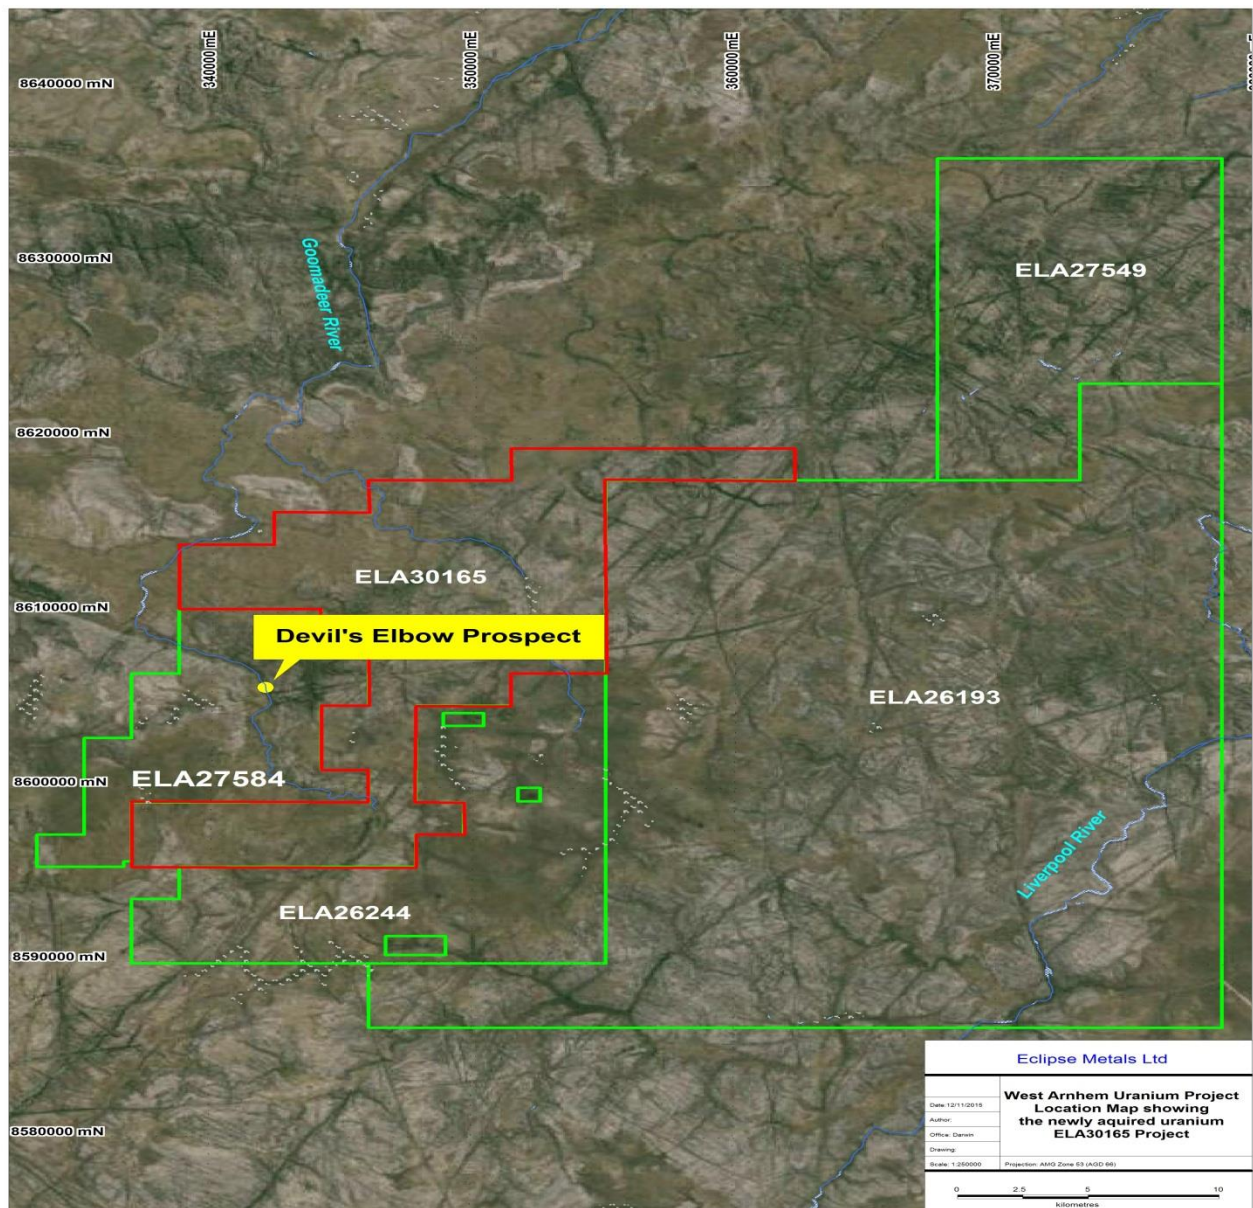 340000 mE
350000 mE
360000 mE
370000 mE
8640000 mN
8630000 mN
Goomadeer River
ELA27549
8620000 mN
ELA30165
8610000 mN
Devil's Elbow Prospect
ELA26193
8600000 mN
ELA27584
Liverpool River
ELA26244
8590000 mN
8580000 mN
Eclipse Metals Ltd
Date:12/11/2015
Author:
Office: Darwin
Drawing:
Scale: 1:250000
West Arnhem Uranium Project
Location Map showing
the newly aquired uranium
ELA30165 Project
Projection: AMG Zone 53 (AGD 66)
0 2.5 5 10
kilometres